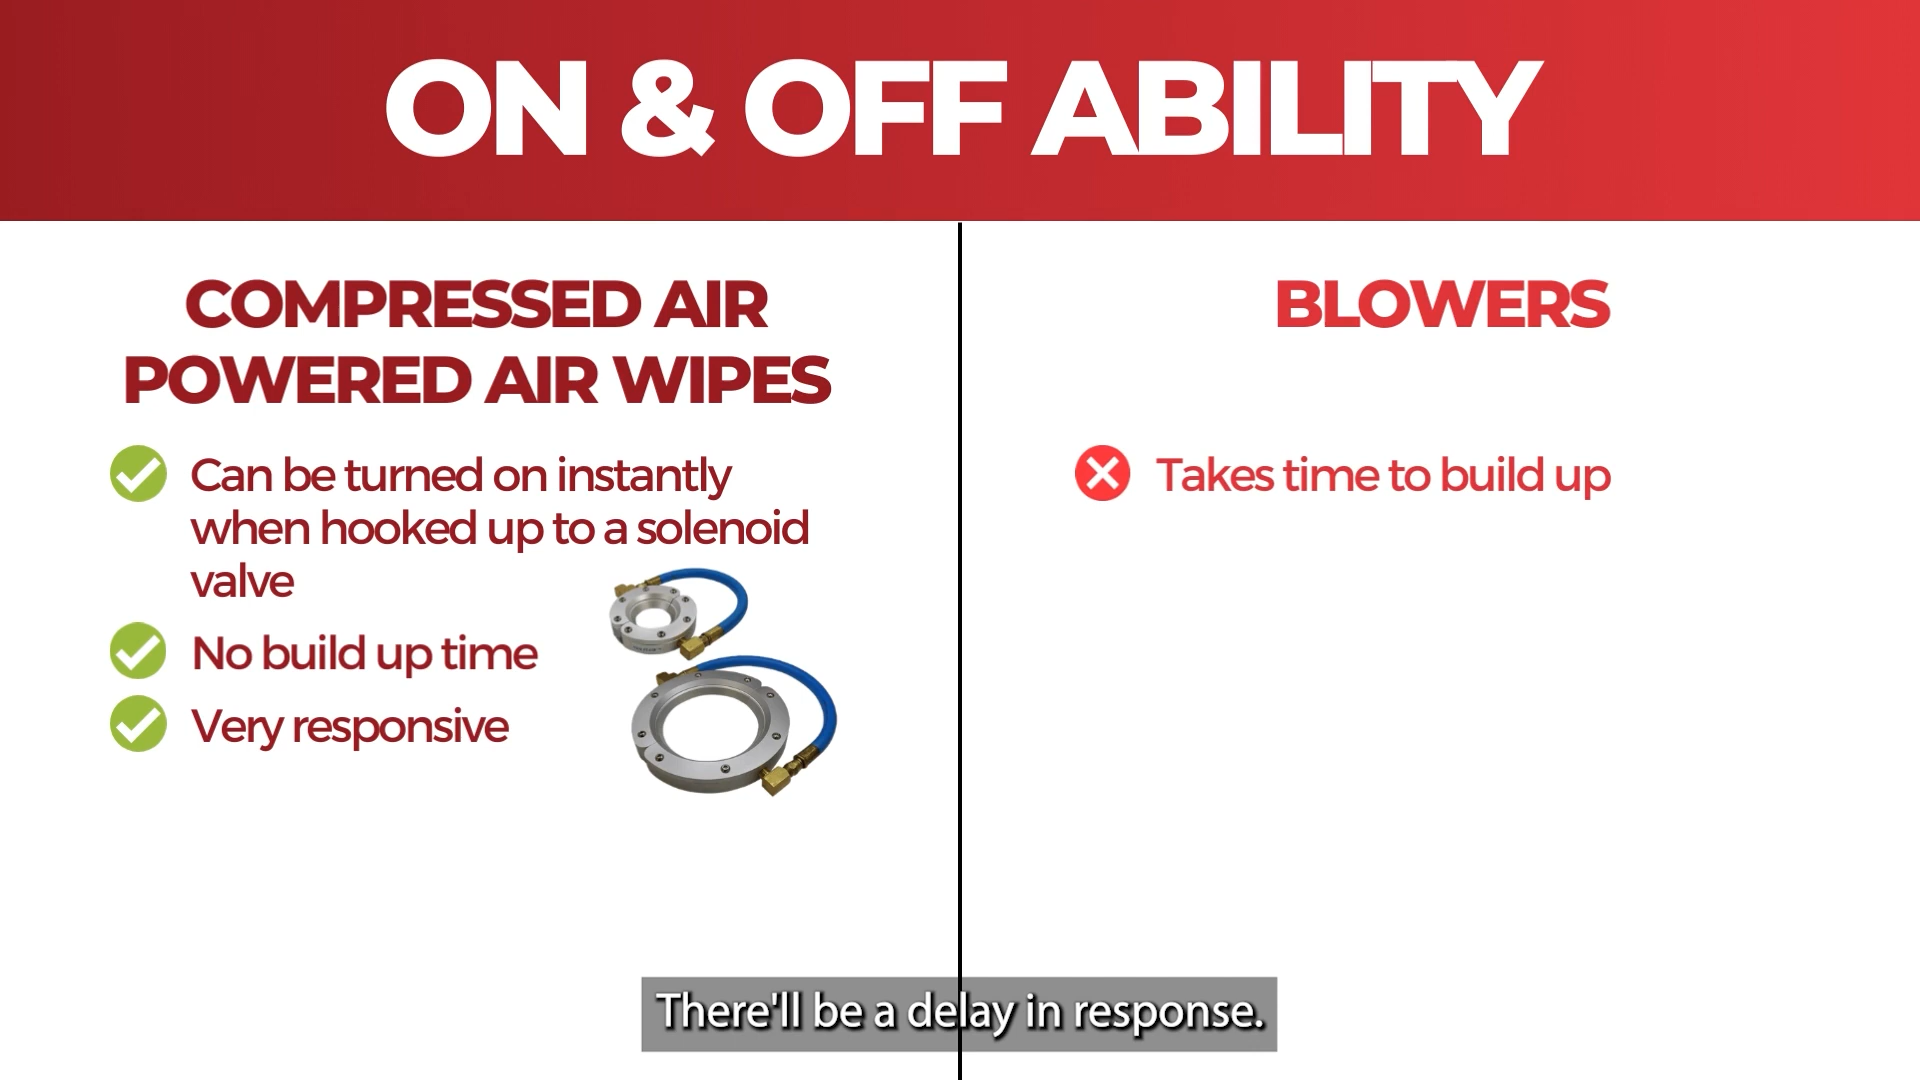 ON & OFF ABILITY
COMPRESSED AIR
POWERED AIR WIPES
Can be turned on instantly
when hooked up to a solenoid
valve
No build up time
Very responsive
BLOWERS
Takes time to build up
There'll be a delay in response.